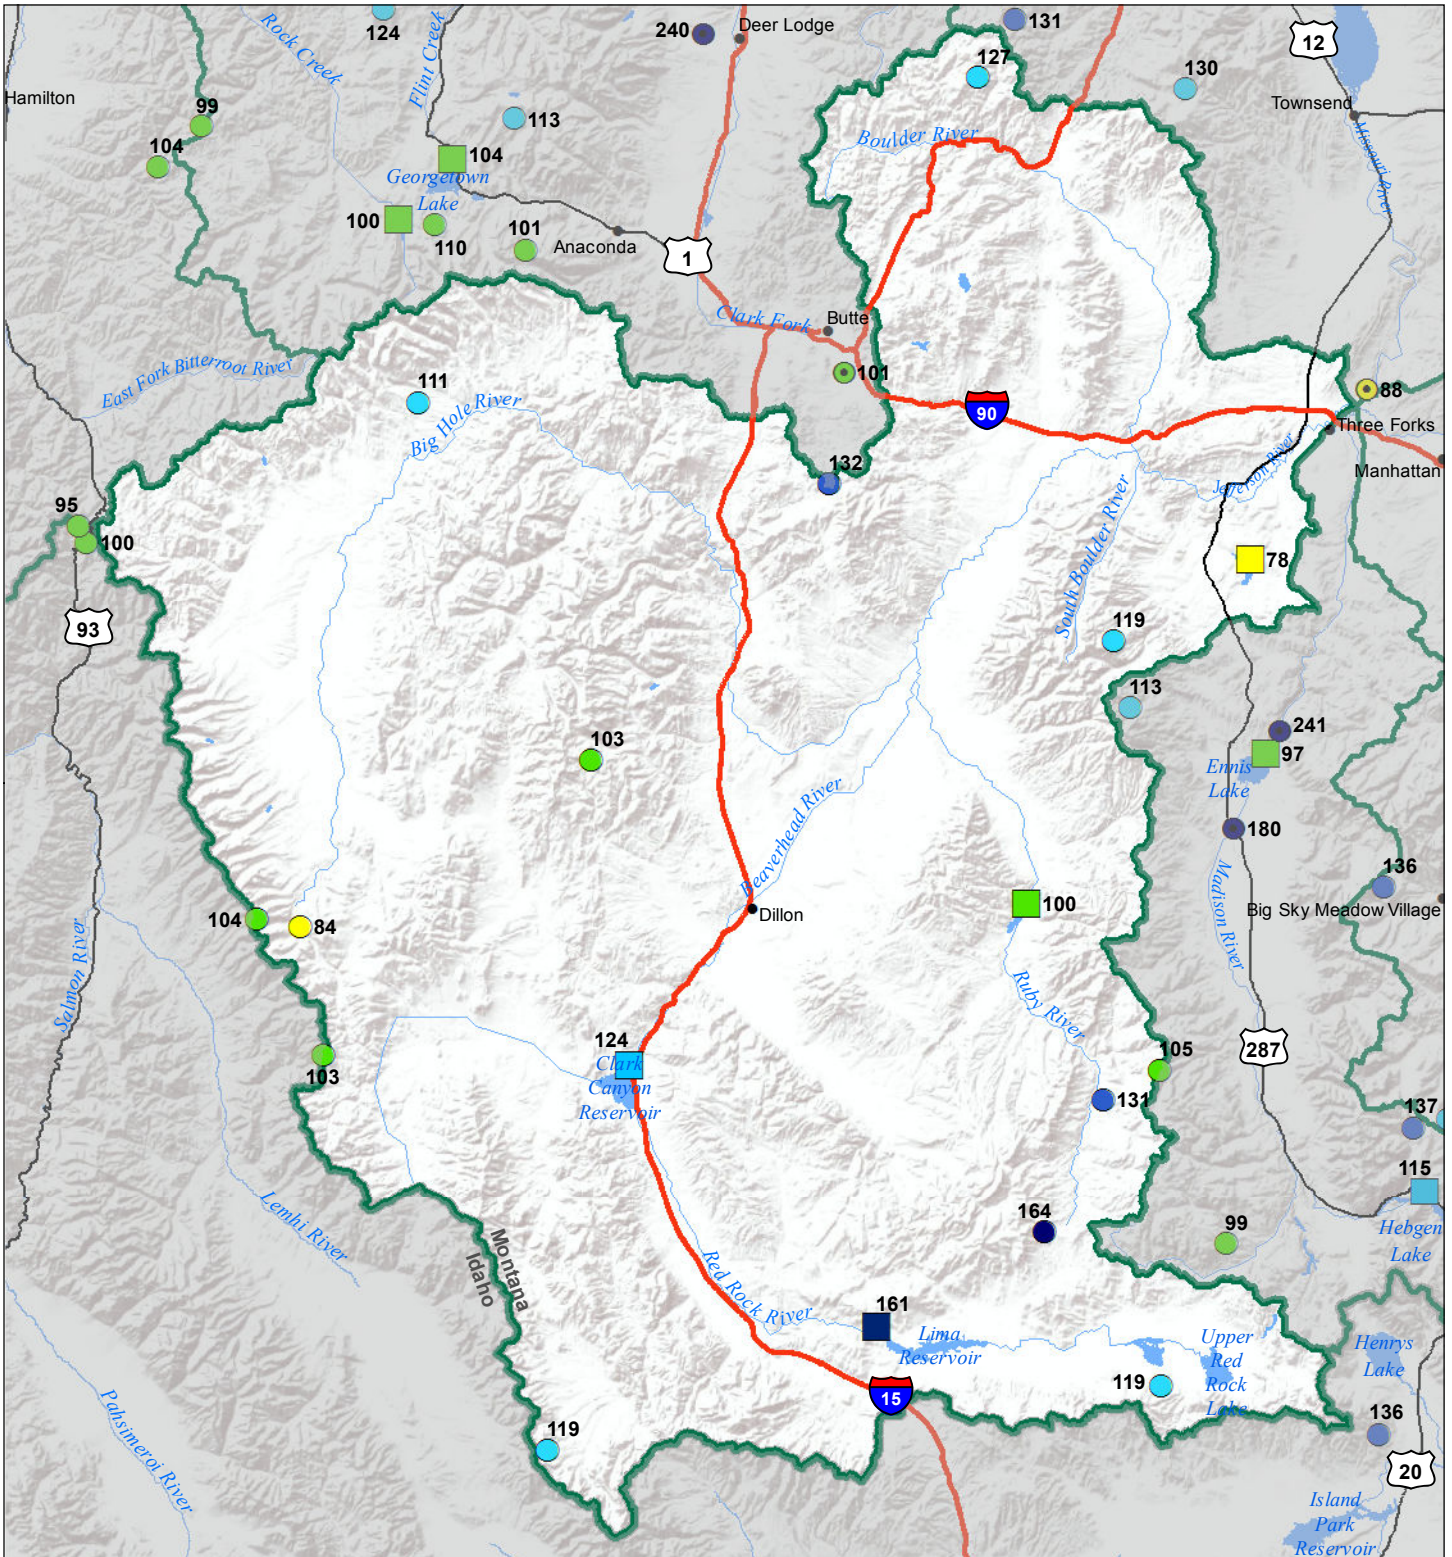 Rock Creek
124
Flint Creek
240
Deer Lodge
131
12
127
130
Hamilton
99
113
Townsend
104
104
Boulder River
Missouri River
Georgetown
Lake
100
110
101
Anaconda
1
Clark Fork
Butte
East Fork Bitterroot River
111
101
88
Big Hole River
90
Three Forks
Jefferson River
Manhattan
132
95
100
South Boulder River
78
93
119
113
241
103
97
Ennis
Lake
Beaverhead River
180
136
Madison River
104
84
Dillon
100
Big Sky Meadow Village
Salmon River
Ruby River
124
Clark
Canyon
Reservoir
103
105
287
131
137
115
Lemhi River
Montana
Idaho
164
99
Hebgen
Lake
Red Rock River
161
Lima
Reservoir
Upper
Red
Rock
Lake
Henrys
Lake
119
15
Pahsimeroi River
119
136
20
Island
Park
Reservoir